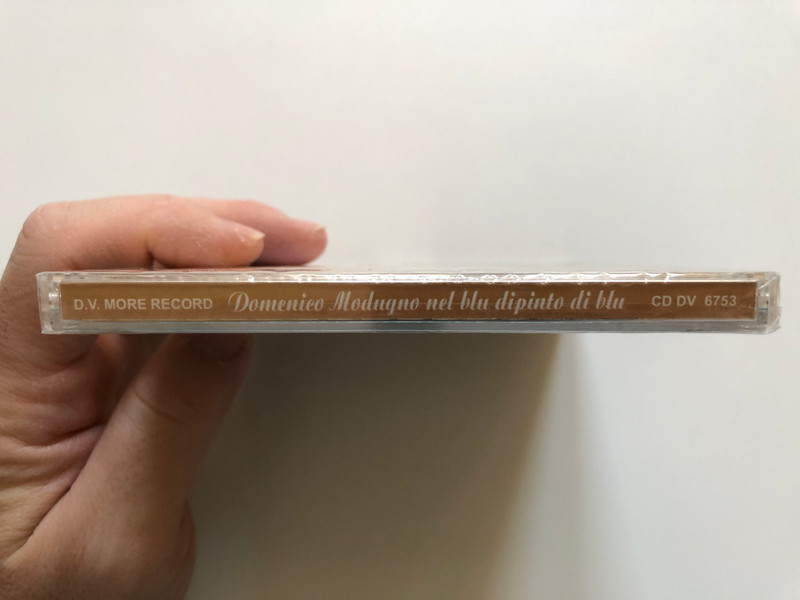 D.V. MORE RECORD Domenico Modugno nel blu dipinto di blu CD DV 6753